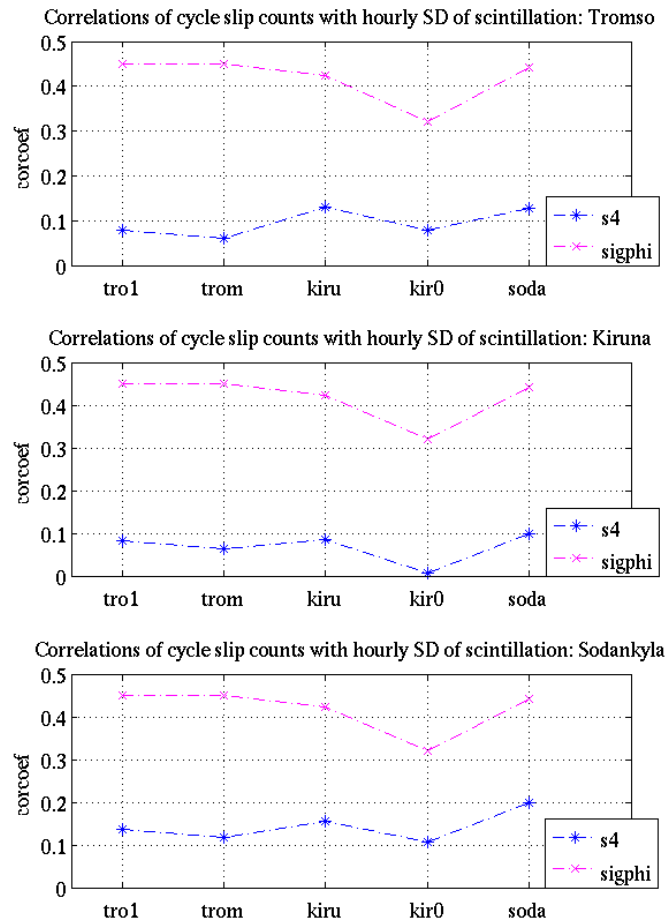 Correlations of cycle slip counts with hourly SD of scintillation: Tromso
0.5
0.4
0.3
0.2
0.1
0
corcoef
tro1 trom kiru kir0 soda
s4
sigphi
Correlations of cycle slip counts with hourly SD of scintillation: Kiruna
0.5
0.4
0.3
0.2
0.1
0
corcoef
tro1 trom kiru kir0 soda
s4
sigphi
Correlations of cycle slip counts with hourly SD of scintillation: Sodankyla
0.5
0.4
0.3
0.2
0.1
0
corcoef
tro1 trom kiru kir0 soda
s4
sigphi